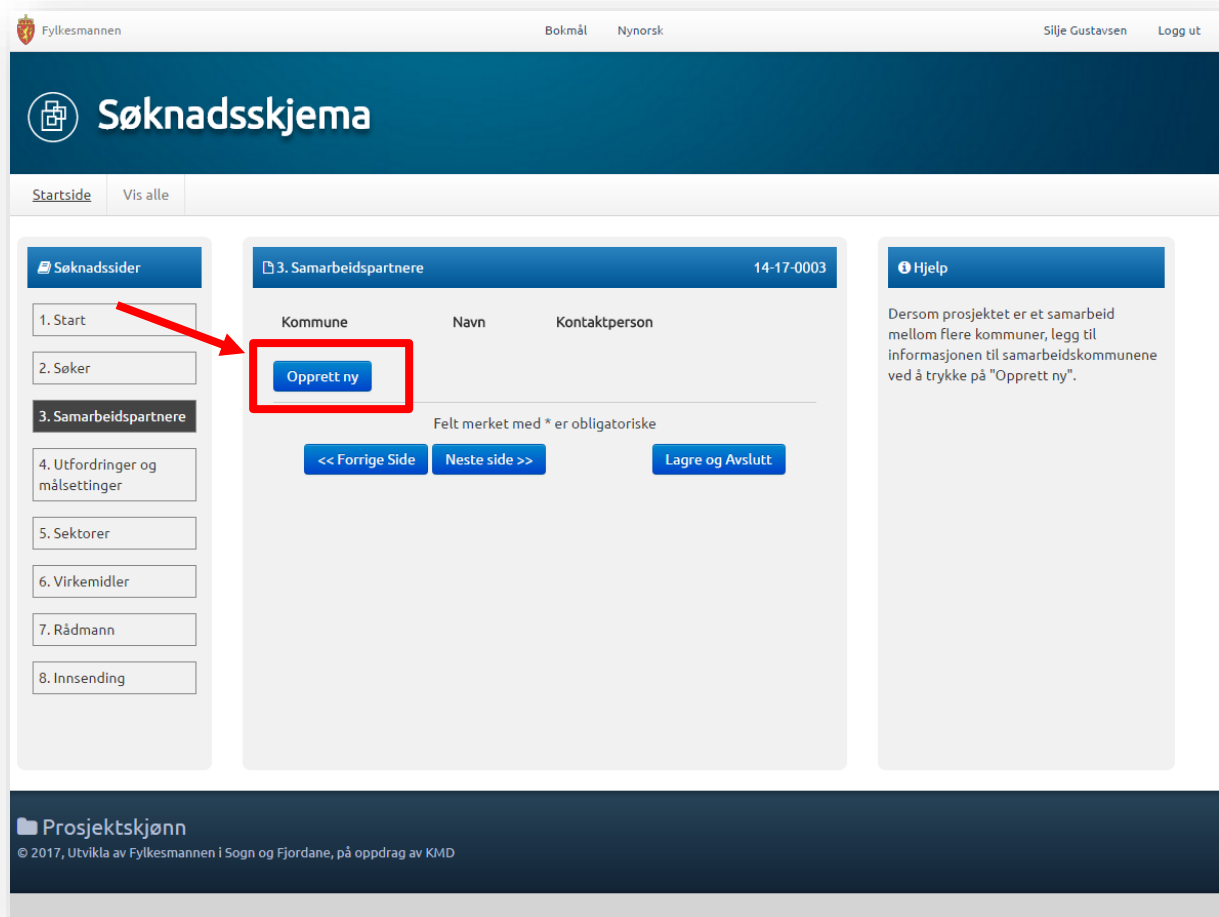 Fylkesmannen
Bokmål Nynorsk
Silje Gustavsen Logg ut
Søknadsskjema
Startside Vis alle
Søknadssider
1. Start
2. Søker
3. Samarbeidspartnere
4. Utfordringer og
målsettinger
5. Sektorer
6. Virkemidler
7. Rådmann
8. Innsending
3. Samarbeidspartnere 14-17-0003
Kommune Navn Kontaktperson
Opprett ny
Felt merket med * er obligatoriske
<< Forrige Side Neste side >> Lagre og Avslutt
Hjelp
Dersom prosjektet er et samarbeid
mellom flere kommuner, legg til
informasjonen til samarbeidskommunene
ved å trykke på "Opprett ny".
Prosjektskjønn
© 2017, Utvikla av Fylkesmannen i Sogn og Fjordane, på oppdrag av KMD